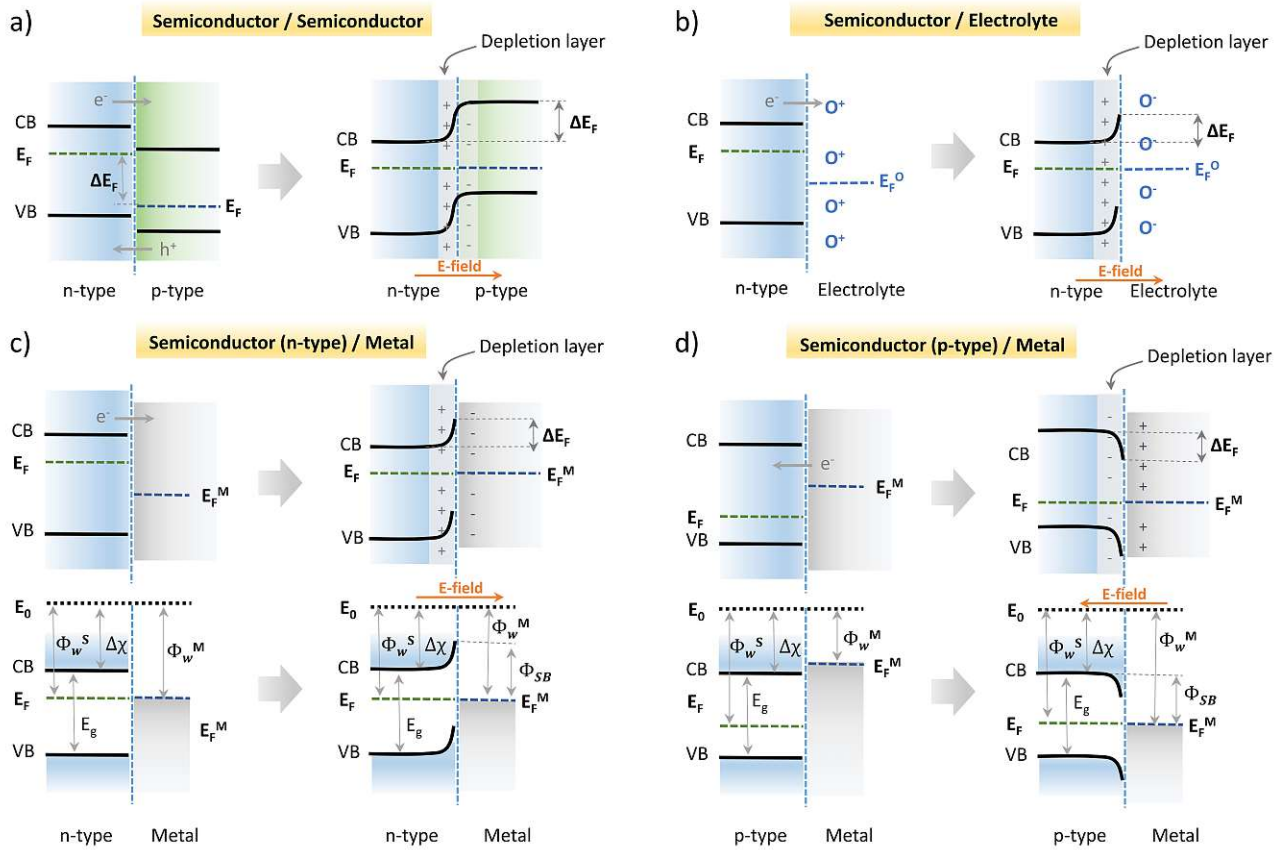 a)
Semiconductor / Semiconductor
Depletion layer
e⁻
CB
E_F
ΔE_F
VB
E_F
h⁺
n-type
p-type
+
-
CB
ΔE_F
E_F
VB
E-field
n-type
p-type
b)
Semiconductor / Electrolyte
Depletion layer
e⁻
O⁺
CB
E_F
O⁺
E_F^O
O⁺
VB
O⁺
n-type
Electrolyte
+
O⁻
CB
O⁻
ΔE_F
E_F
E_F^O
O⁻
VB
O⁻
E-field
n-type
Electrolyte
c)
Semiconductor (n-type) / Metal
Depletion layer
e⁻
CB
E_F
E_F^M
VB
+
-
CB
ΔE_F
E_F
E_F^M
VB
E₀
Φ_w^S
Δχ
Φ_w^M
CB
E_F
E_g
E_F^M
VB
n-type
Metal
E-field
Φ_w^M
Φ_w^S
Δχ
CB
Φ_SB
E_F
E_F^M
E_g
VB
n-type
Metal
d)
Semiconductor (p-type) / Metal
Depletion layer
CB
e⁻
E_F^M
E_F
VB
-
+
CB
ΔE_F
E_F
E_F^M
VB
E₀
Φ_w^S
Δχ
Φ_w^M
CB
E_F^M
E_g
E_F
VB
p-type
Metal
E-field
Φ_w^S
Δχ
Φ_w^M
CB
E_g
Φ_SB
E_F
E_F^M
VB
p-type
Metal